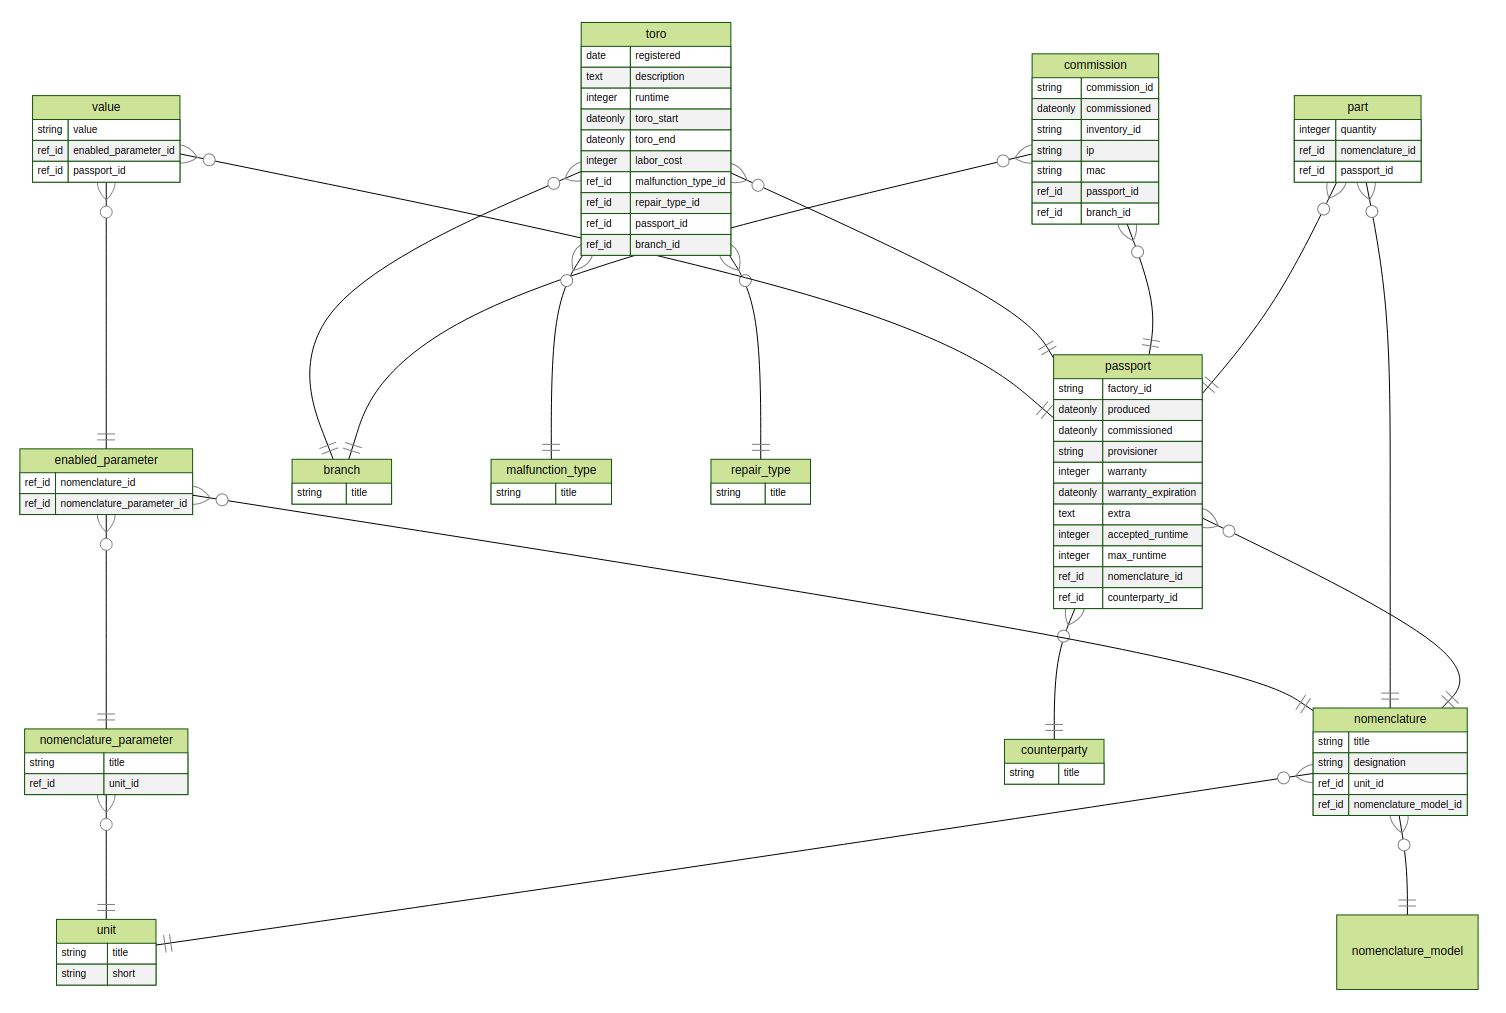 toro
date registered
text description
integer runtime
dateonly toro_start
dateonly toro_end
integer labor_cost
ref_id malfunction_type_id
ref_id repair_type_id
ref_id passport_id
ref_id branch_id
commission
string commission_id
dateonly commissioned
string inventory_id
string ip
string mac
ref_id passport_id
ref_id branch_id
value
string value
ref_id enabled_parameter_id
ref_id passport_id
part
integer quantity
ref_id nomenclature_id
ref_id passport_id
passport
string factory_id
dateonly produced
dateonly commissioned
string provisioner
integer warranty
dateonly warranty_expiration
text extra
integer accepted_runtime
integer max_runtime
ref_id nomenclature_id
ref_id counterparty_id
enabled_parameter
ref_id nomenclature_id
ref_id nomenclature_parameter_id
branch
string title
malfunction_type
string title
repair_type
string title
nomenclature_parameter
string title
ref_id unit_id
counterparty
string title
nomenclature
string title
string designation
ref_id unit_id
ref_id nomenclature_model_id
unit
string title
string short
nomenclature_model